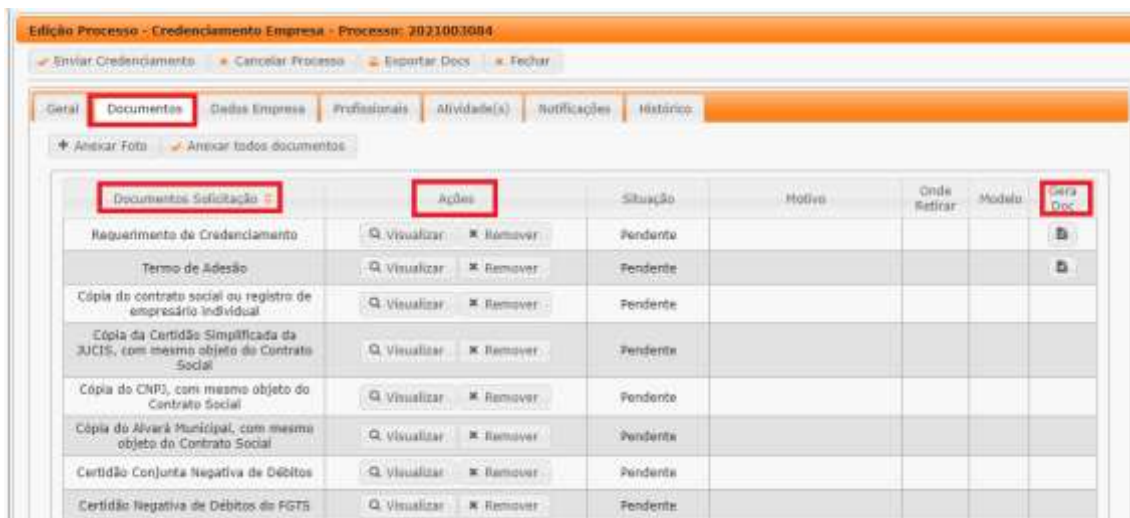 Edição Processo - Credenciamento Empresa - Processo: 2021003084
Enviar Credenciamento Cancelar Processo Exportar Docs Fechar
Geral Documentos Dados Empresa Profissionais Atividade(s) Notificações Histórico
Anexar Foto Anexar todos documentos
Documentos Solicitação Ações Situação Motivo Onde Retirar Modelo Gera Doc
Requerimento de Credenciamento Visualizar Remover Pendente
Termo de Adesão Visualizar Remover Pendente
Cópia do contrato social ou registro de
empresário individual Visualizar Remover Pendente
Cópia da Certidão Simplificada da
JUCIS, com mesmo objeto do Contrato
Social Visualizar Remover Pendente
Cópia do CNPJ, com mesmo objeto do
Contrato Social Visualizar Remover Pendente
Cópia do Alvará Municipal, com mesmo
objeto do Contrato Social Visualizar Remover Pendente
Certidão Conjunta Negativa de Débitos Visualizar Remover Pendente
Certidão Negativa de Débitos do FGTS Visualizar Remover Pendente